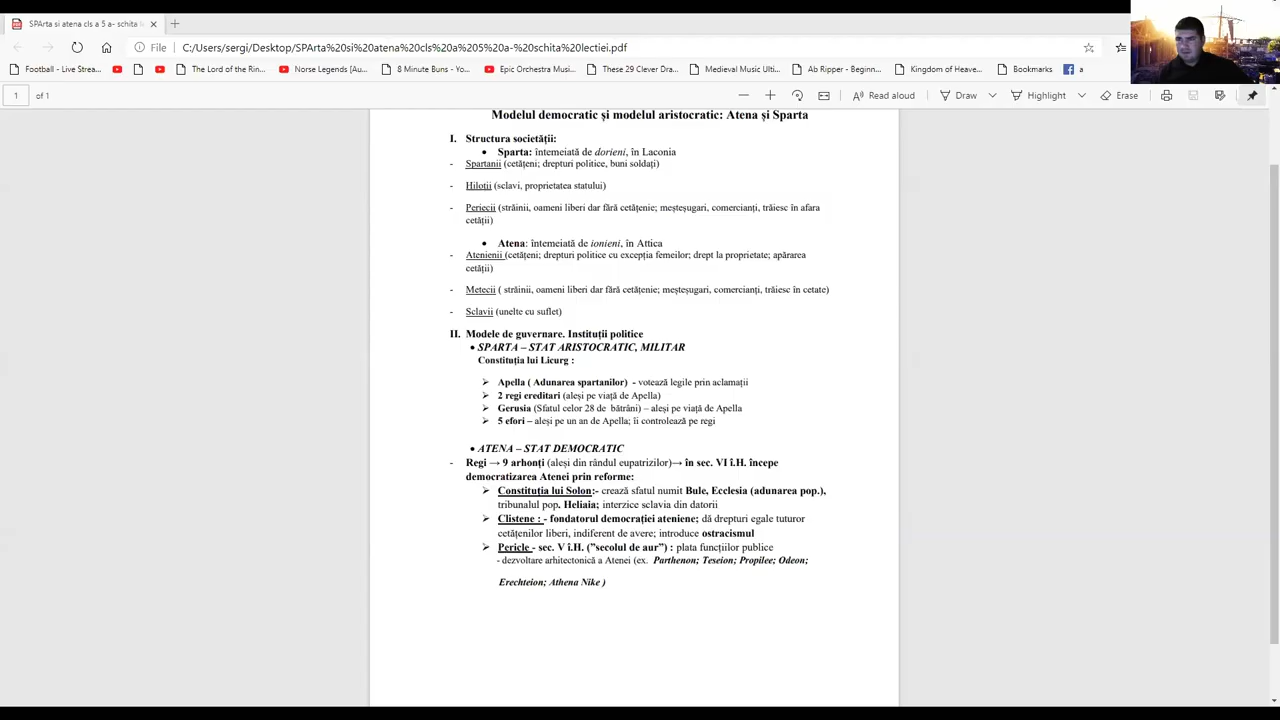 SPArta si atena cls a 5 a- schita l
File C:/Users/sergi/Desktop/SPArta%20si%20atena%20cls%20a%205%20a-%20schita%20lectiei.pdf
Football - Live Strea... The Lord of the Rin... Norse Legends [Au... 8 Minute Buns - Yo... Epic Orchestra Musi... These 29 Clever Dra... Medieval Music Ulti... Ab Ripper - Beginn... Kingdom of Heave... Bookmarks a
1 of 1 Read aloud Draw Highlight Erase
Modelul democratic și modelul aristocratic: Atena și Sparta
I. Structura societății:
• Sparta: întemeiată de dorieni, în Laconia
- Spartanii (cetățeni; drepturi politice, buni soldați)
- Hiloții (sclavi, proprietatea statului)
- Periecii (străinii, oameni liberi dar fără cetățenie; meșteșugari, comercianți, trăiesc în afara
cetății)
• Atena: întemeiată de ionieni, în Attica
- Atenienii (cetățeni; drepturi politice cu excepția femeilor; drept la proprietate; apărarea
cetății)
- Metecii ( străinii, oameni liberi dar fără cetățenie; meșteșugari, comercianți, trăiesc în cetate)
- Sclavii (unelte cu suflet)
II. Modele de guvernare. Instituții politice
• SPARTA – STAT ARISTOCRATIC, MILITAR
Constituția lui Licurg :
➢ Apella ( Adunarea spartanilor) - votează legile prin aclamații
➢ 2 regi ereditari (aleși pe viață de Apella)
➢ Gerusia (Sfatul celor 28 de bătrâni) – aleși pe viață de Apella
➢ 5 efori – aleși pe un an de Apella; îi controlează pe regi
• ATENA – STAT DEMOCRATIC
- Regi → 9 arhonți (aleși din rândul eupatrizilor)→ în sec. VI î.H. începe
democratizarea Atenei prin reforme:
➢ Constituția lui Solon:- crează sfatul numit Bule, Ecclesia (adunarea pop.),
tribunalul pop. Heliaia; interzice sclavia din datorii
➢ Clistene : - fondatorul democrației ateniene; dă drepturi egale tuturor
cetățenilor liberi, indiferent de avere; introduce ostracismul
➢ Pericle - sec. V î.H. (”secolul de aur”) : plata funcțiilor publice
- dezvoltare arhitectonică a Atenei (ex. Parthenon; Teseion; Propilee; Odeon;
Erechteion; Athena Nike )